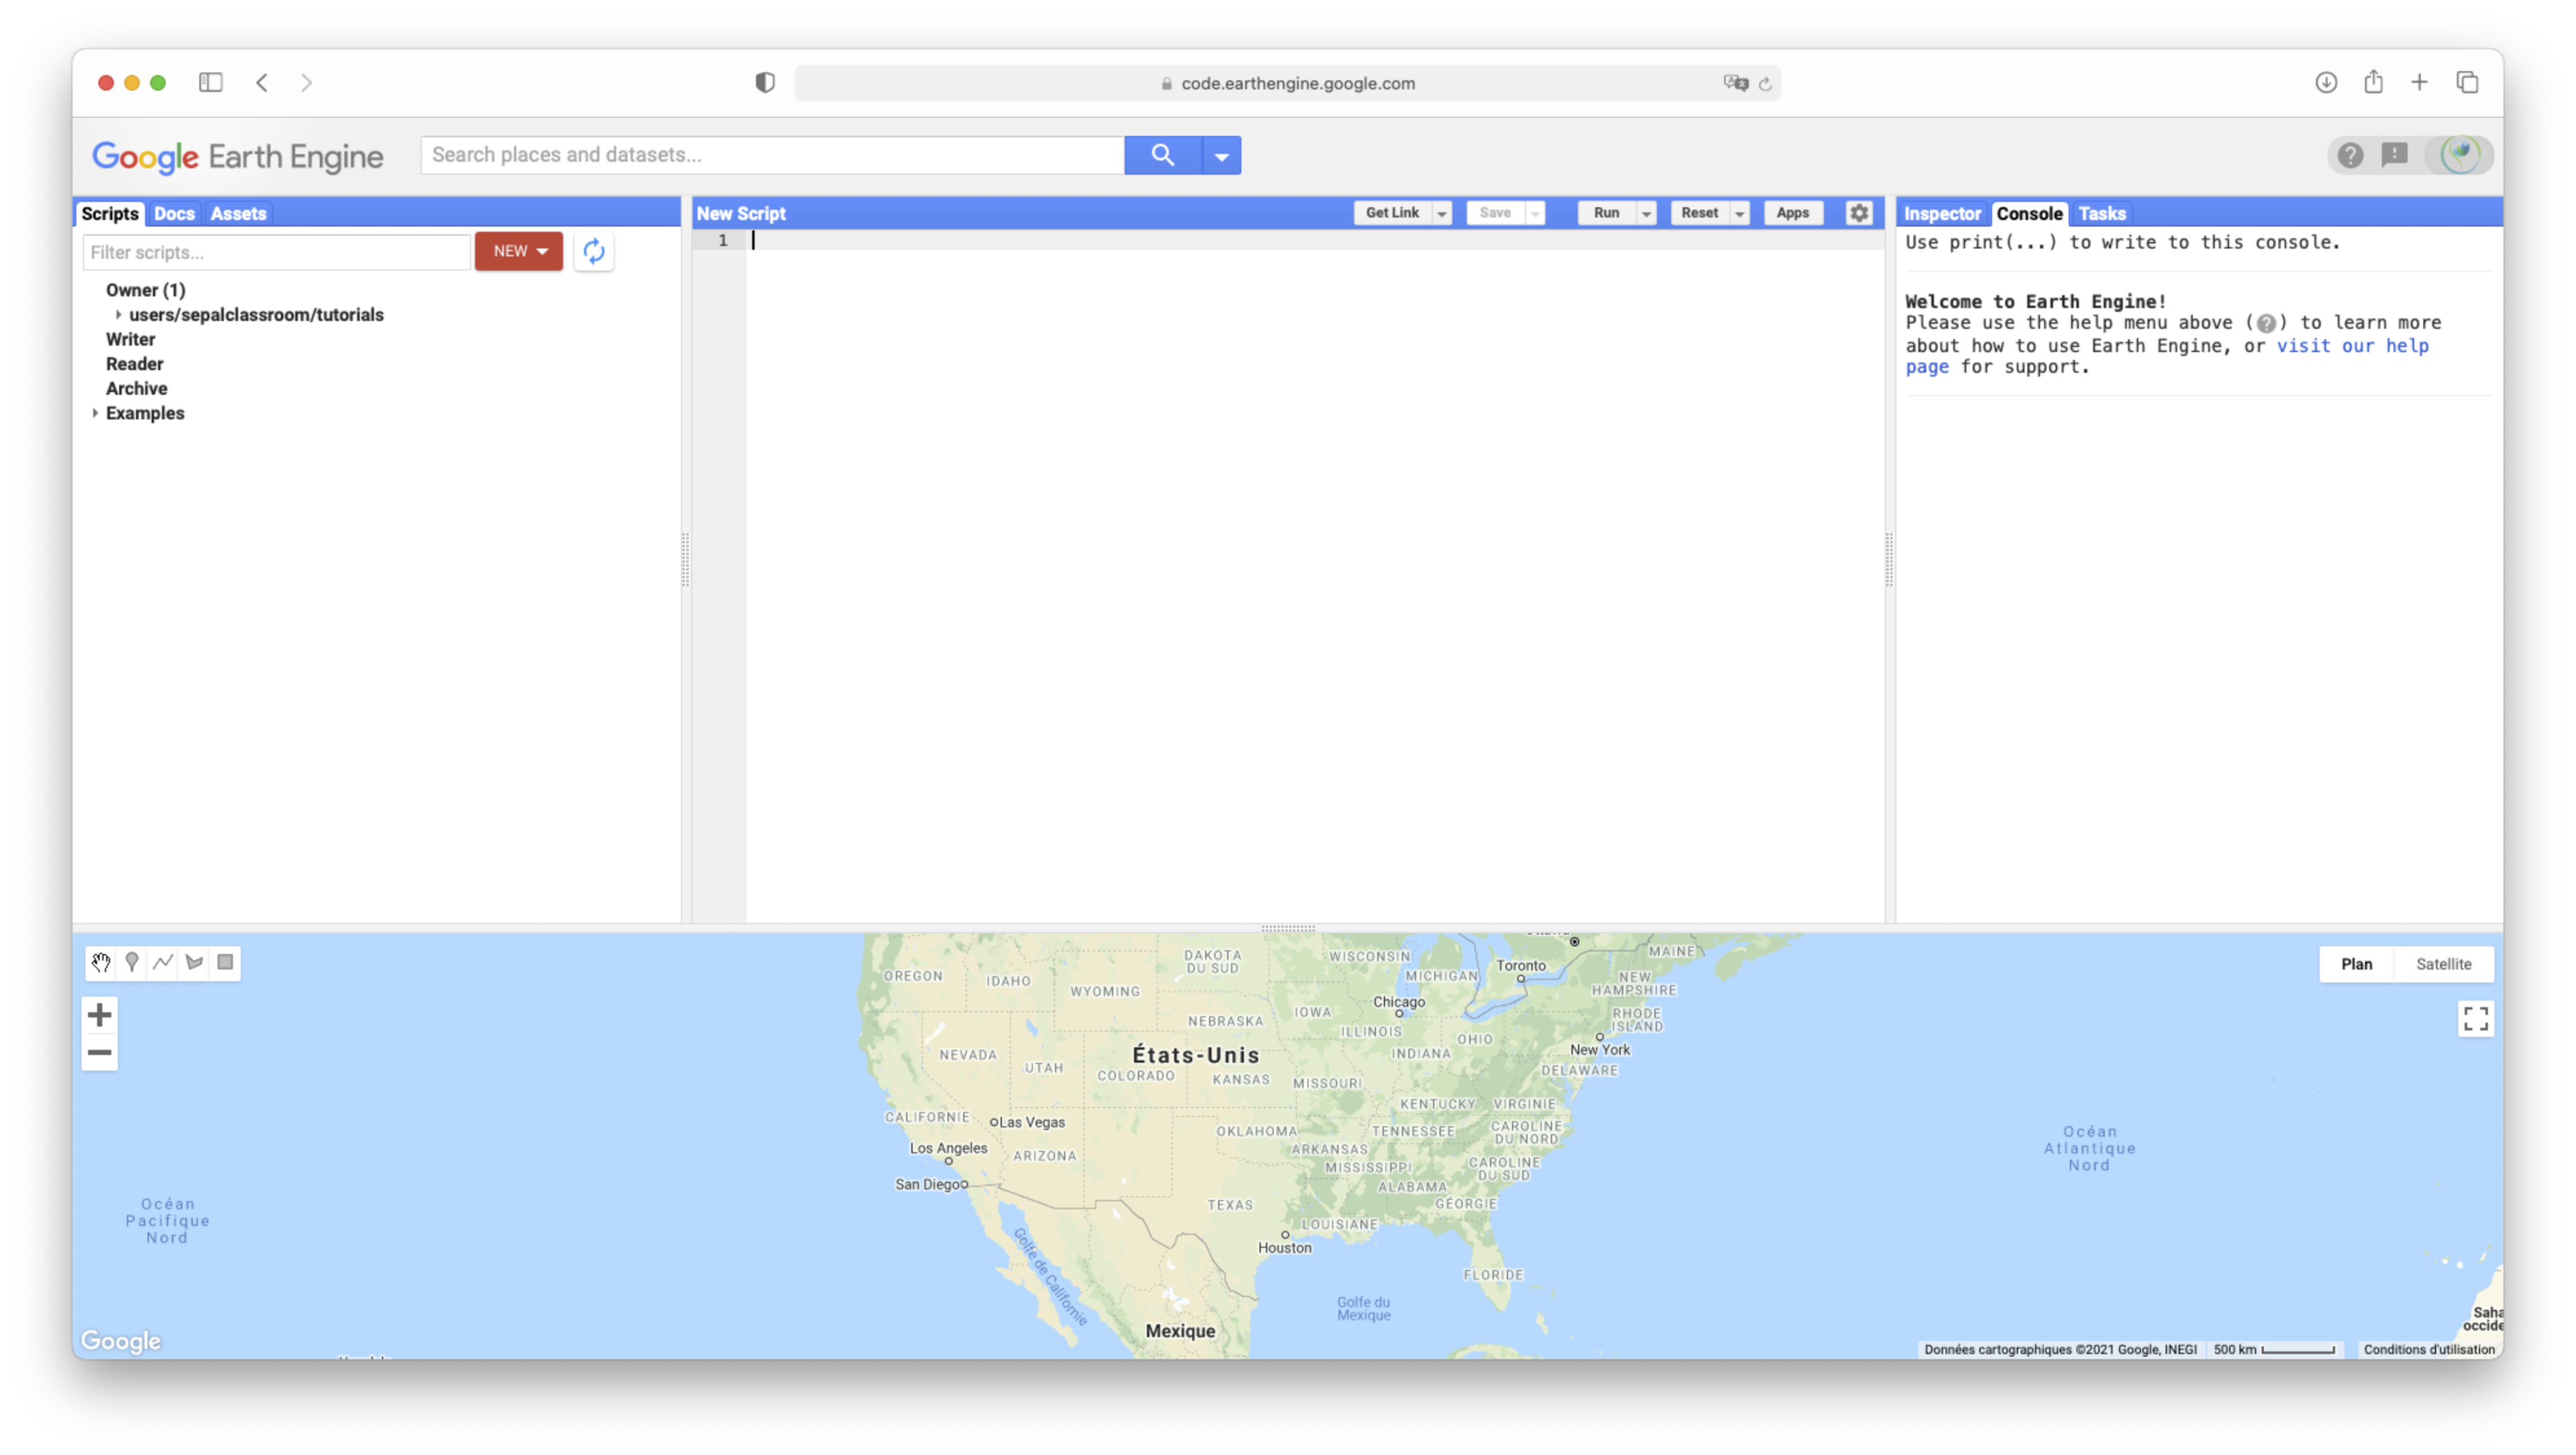 code.earthengine.google.com
Google Earth Engine
Search places and datasets...
Scripts Docs Assets
Filter scripts...
NEW
Owner (1)
users/sepalclassroom/tutorials
Writer
Reader
Archive
Examples
New Script
Get Link
Save
Run
Reset
Apps
1
Inspector Console Tasks
Use print(...) to write to this console.
Welcome to Earth Engine!
Please use the help menu above (?) to learn more
about how to use Earth Engine, or visit our help
page for support.
Plan
Satellite
OREGON
IDAHO
WYOMING
DAKOTA
DU SUD
WISCONSIN
MICHIGAN
Toronto
MAINE
NEW
HAMPSHIRE
Chicago
NEBRASKA
IOWA
ILLINOIS
RHODE
ISLAND
OHIO
INDIANA
New York
NEVADA
UTAH
États-Unis
COLORADO
KANSAS
MISSOURI
DELAWARE
KENTUCKY
VIRGINIE
CALIFORNIE
Las Vegas
OKLAHOMA
TENNESSEE
CAROLINE
DU NORD
Los Angeles
ARIZONA
ARKANSAS
MISSISSIPPI
CAROLINE
DU SUD
San Diego
ALABAMA
TEXAS
GÉORGIE
LOUISIANE
Houston
FLORIDE
Golfe de Californie
Golfe du
Mexique
Mexique
Océan
Pacifique
Nord
Océan
Atlantique
Nord
Saha
occide
Google
Données cartographiques ©2021 Google, INEGI
500 km
Conditions d'utilisation